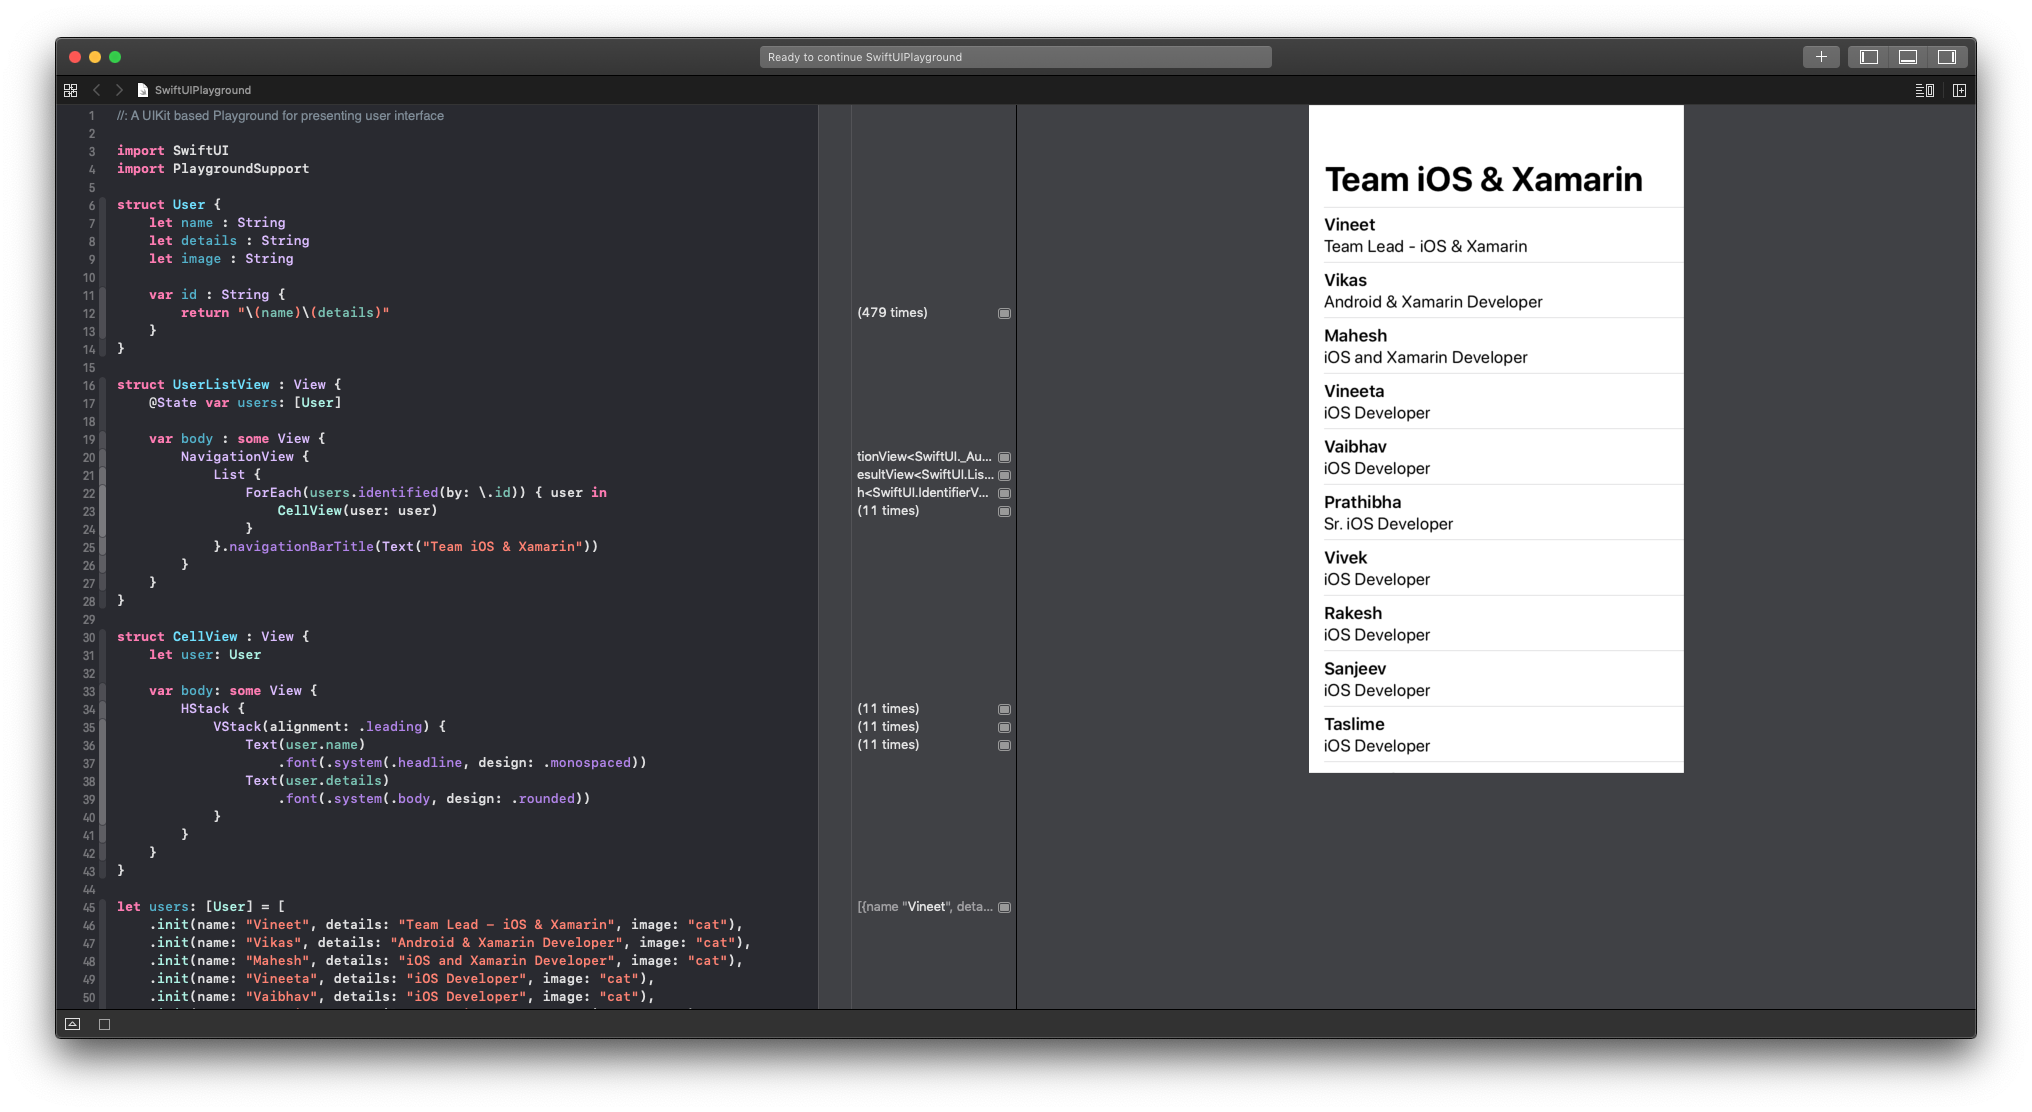 Ready to continue SwiftUIPlayground
SwiftUIPlayground
1 //: A UIKit based Playground for presenting user interface
2
3 import SwiftUI
4 import PlaygroundSupport
5
6 struct User {
7 let name : String
8 let details : String
9 let image : String
10
11 var id : String {
12 return "\(name)\(details)"
13 }
14 }
15
16 struct UserListView : View {
17 @State var users: [User]
18
19 var body : some View {
20 NavigationView {
21 List {
22 ForEach(users.identified(by: \.id)) { user in
23 CellView(user: user)
24 }
25 }.navigationBarTitle(Text("Team iOS & Xamarin"))
26 }
27 }
28 }
29
30 struct CellView : View {
31 let user: User
32
33 var body: some View {
34 HStack {
35 VStack(alignment: .leading) {
36 Text(user.name)
37 .font(.system(.headline, design: .monospaced))
38 Text(user.details)
39 .font(.system(.body, design: .rounded))
40 }
41 }
42 }
43 }
44
45 let users: [User] = [
46 .init(name: "Vineet", details: "Team Lead - iOS & Xamarin", image: "cat"),
47 .init(name: "Vikas", details: "Android & Xamarin Developer", image: "cat"),
48 .init(name: "Mahesh", details: "iOS and Xamarin Developer", image: "cat"),
49 .init(name: "Vineeta", details: "iOS Developer", image: "cat"),
50 .init(name: "Vaibhav", details: "iOS Developer", image: "cat"),
(479 times)
tionView<SwiftUI._Au...
esultView<SwiftUI.Lis...
h<SwiftUI.IdentifierV...
(11 times)
(11 times)
(11 times)
(11 times)
[{name "Vineet", deta...
Team iOS & Xamarin
Vineet
Team Lead - iOS & Xamarin
Vikas
Android & Xamarin Developer
Mahesh
iOS and Xamarin Developer
Vineeta
iOS Developer
Vaibhav
iOS Developer
Prathibha
Sr. iOS Developer
Vivek
iOS Developer
Rakesh
iOS Developer
Sanjeev
iOS Developer
Taslime
iOS Developer